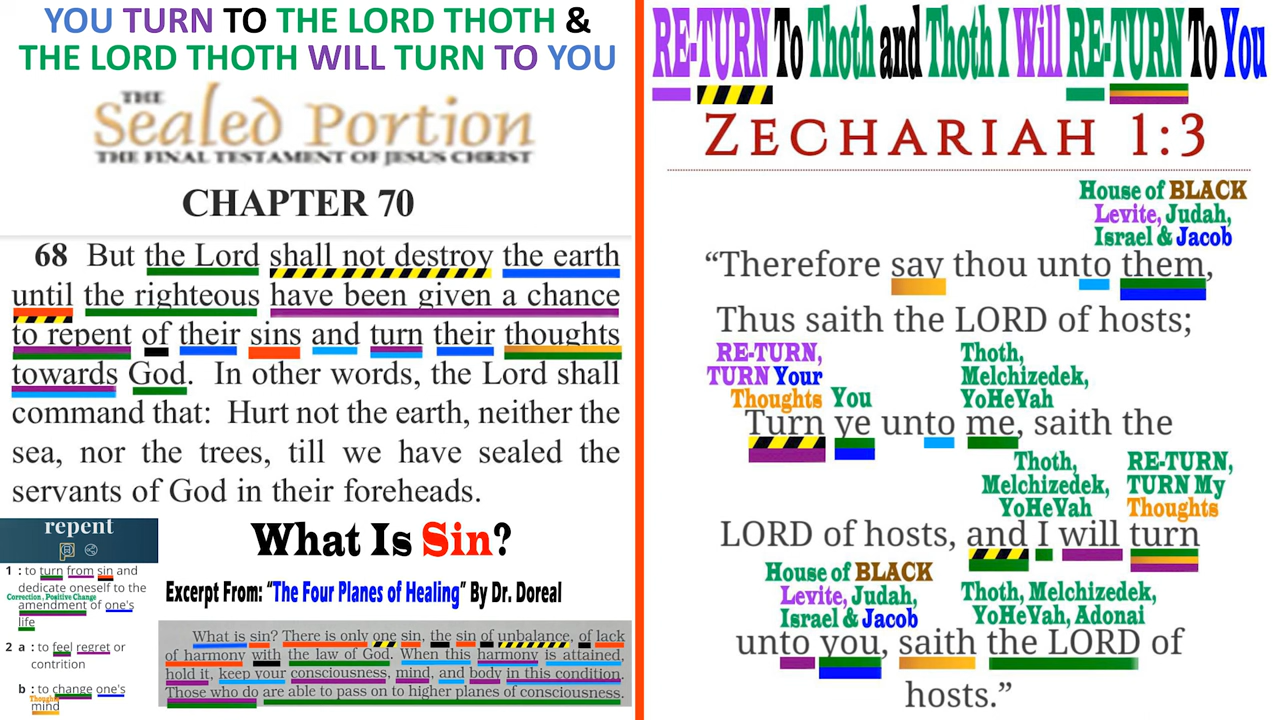 YOU TURN TO THE LORD THOTH &
THE LORD THOTH WILL TURN TO YOU
THE
Sealed Portion
THE FINAL TESTAMENT OF JESUS CHRIST
CHAPTER 70
68 But the Lord shall not destroy the earth
until the righteous have been given a chance
to repent of their sins and turn their thoughts
towards God. In other words, the Lord shall
command that: Hurt not the earth, neither the
sea, nor the trees, till we have sealed the
servants of God in their foreheads.
repent
1 : to turn from sin and
dedicate oneself to the
Correction , Positive Change
amendment of one's
life
2 a : to feel regret or
contrition
b : to change one's
Thoughts
mind
What Is Sin?
Excerpt From: “The Four Planes of Healing” By Dr. Doreal
What is sin? There is only one sin, the sin of unbalance, of lack
of harmony with the law of God. When this harmony is attained,
hold it, keep your consciousness, mind, and body in this condition.
Those who do are able to pass on to higher planes of consciousness.
RE-TURN To Thoth and Thoth I Will RE-TURN To You
ZECHARIAH 1:3
House of BLACK
Levite, Judah,
Israel & Jacob
“Therefore say thou unto them,
Thus saith the LORD of hosts;
RE-TURN,
TURN Your
Thoughts
You
Thoth,
Melchizedek,
YoHeVah
Turn ye unto me, saith the
Thoth,
Melchizedek,
YoHeVah
RE-TURN,
TURN My
Thoughts
LORD of hosts, and I will turn
House of BLACK
Levite, Judah,
Israel & Jacob
Thoth, Melchizedek,
YoHeVah, Adonai
unto you, saith the LORD of
hosts.”